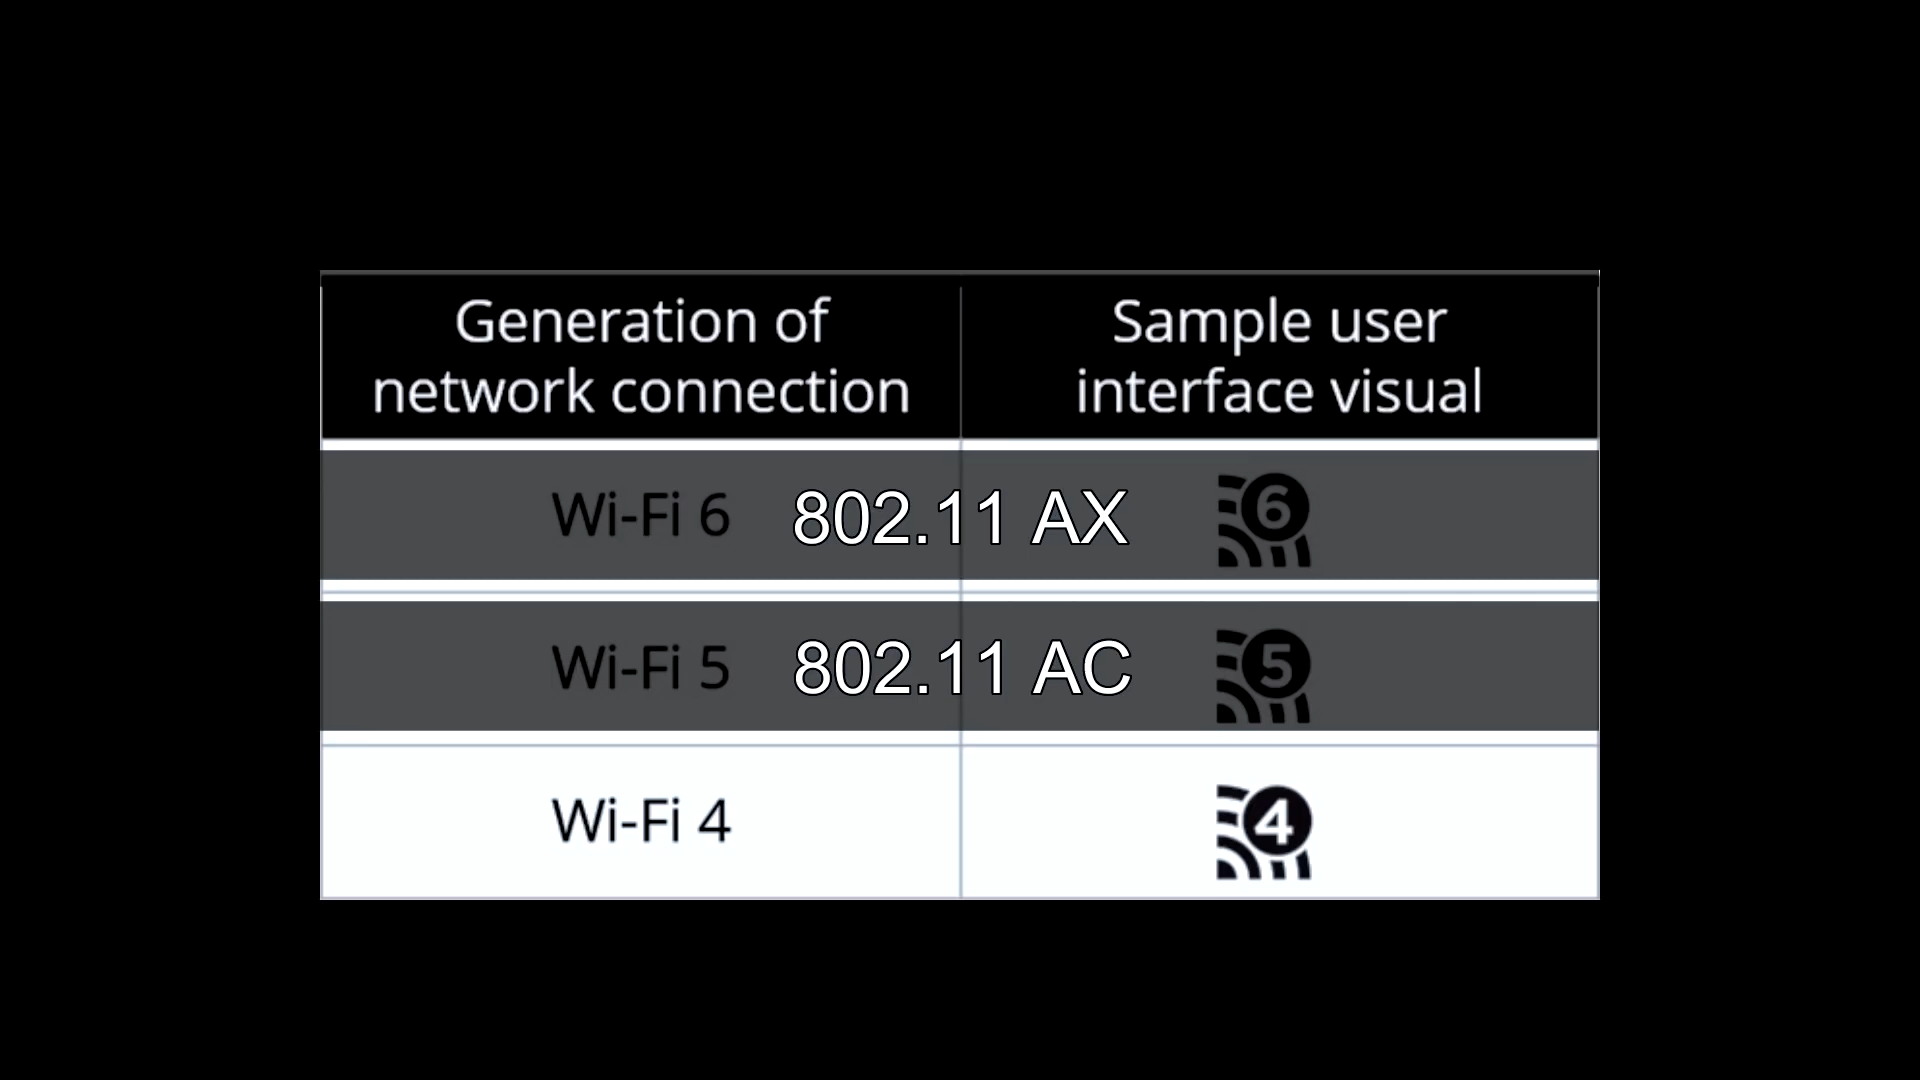 Generation of
network connection
Sample user
interface visual
Wi-Fi 6
802.11 AX
6
Wi-Fi 5
802.11 AC
5
Wi-Fi 4
4